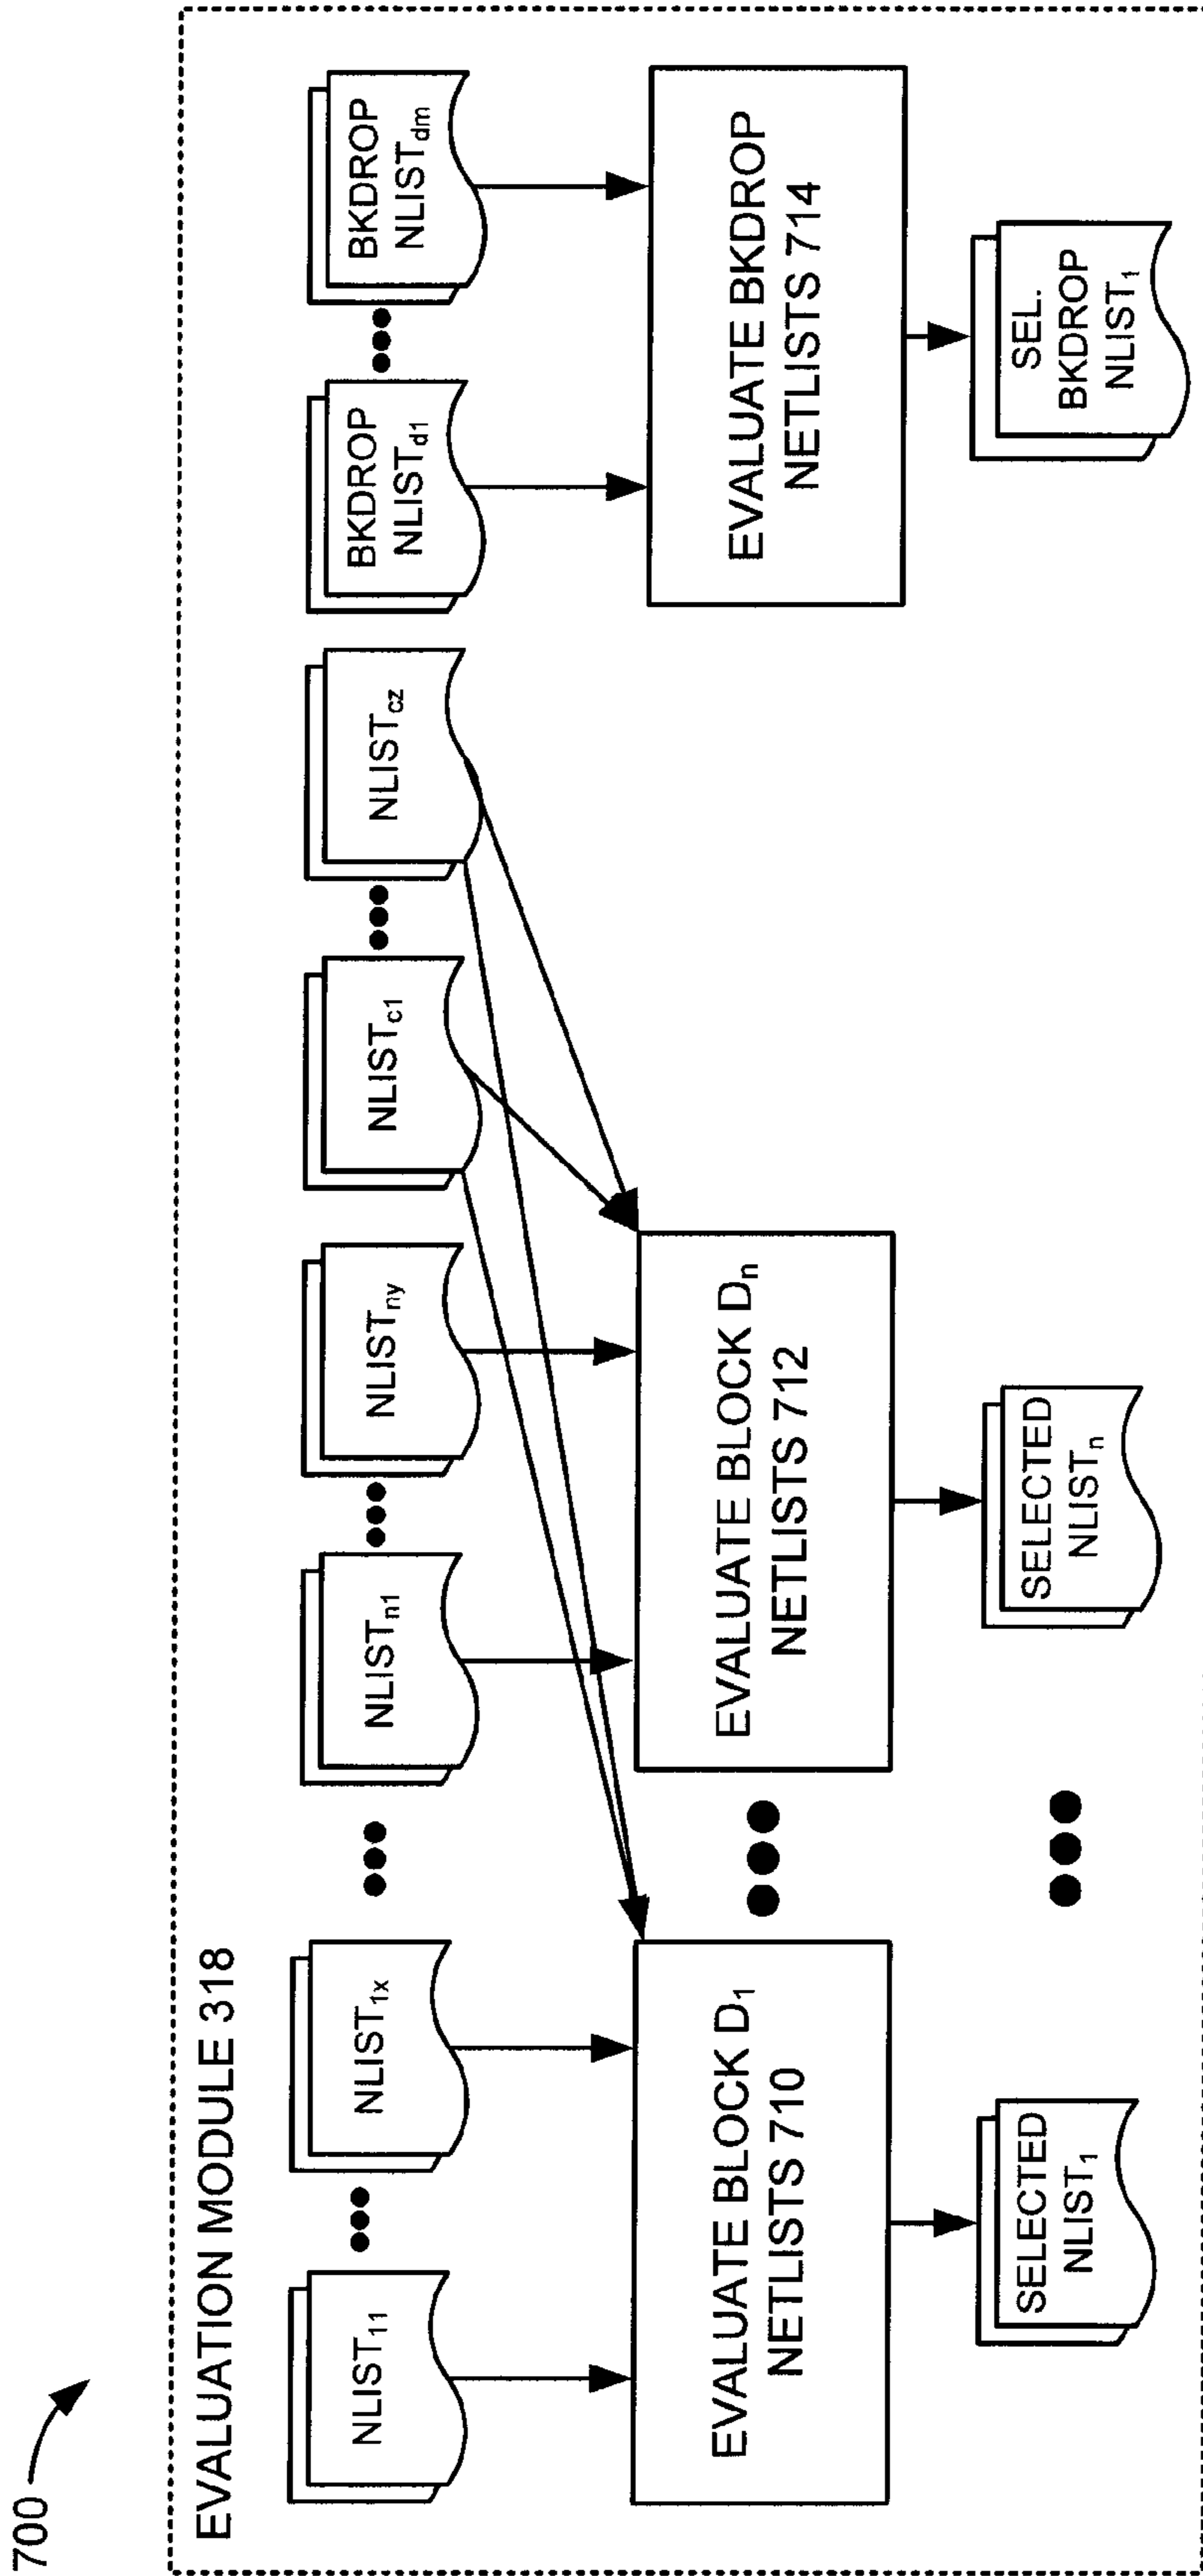 700
EVALUATION MODULE 318
NLIST₁₁
NLIST₁ₓ
NLISTₙ₁
NLISTny
NLISTc1
NLISTcz
BKDROP
NLISTd1
BKDROP
NLISTdm
EVALUATE BLOCK D₁
NETLISTS 710
EVALUATE BLOCK Dₙ
NETLISTS 712
EVALUATE BKDROP
NETLISTS 714
SELECTED
NLIST₁
SELECTED
NLISTₙ
SEL.
BKDROP
NLIST₁